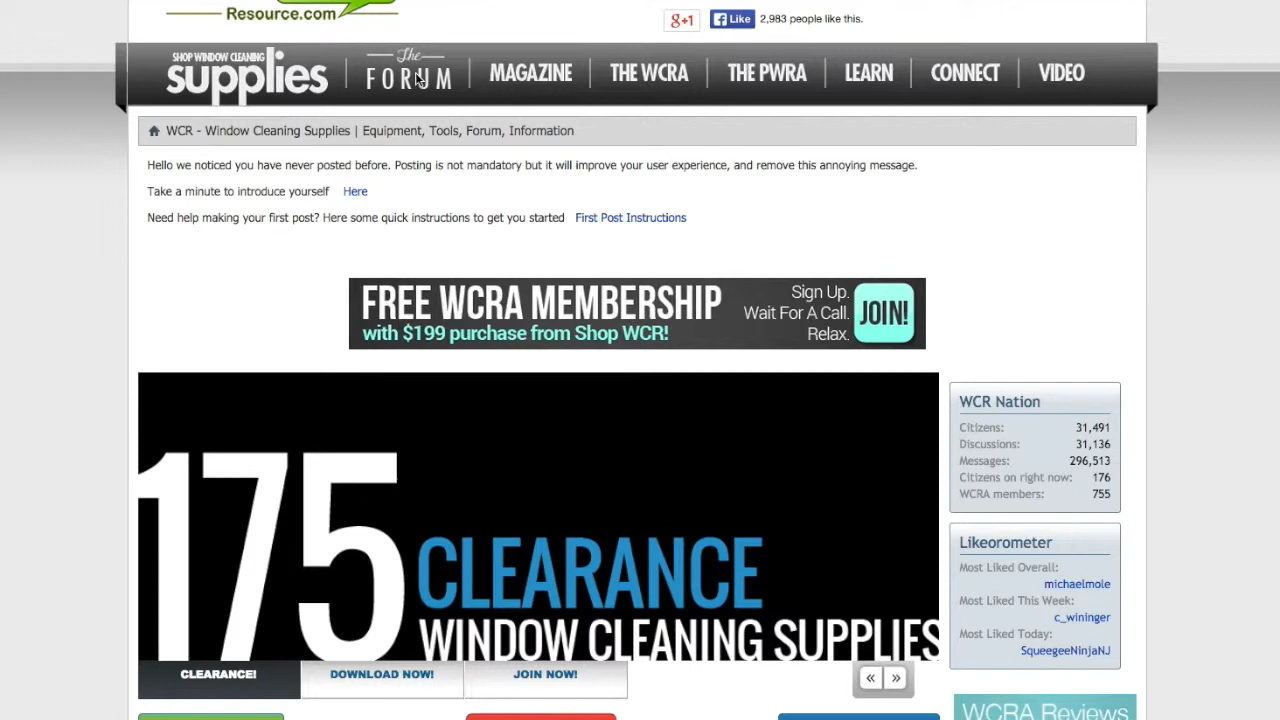 Resource.com
g+1
Like
2,983 people like this.
SHOP WINDOW CLEANING
supplies
The
FORUM
MAGAZINE
THE WCRA
THE PWRA
LEARN
CONNECT
VIDEO
WCR - Window Cleaning Supplies | Equipment, Tools, Forum, Information
Hello we noticed you have never posted before. Posting is not mandatory but it will improve your user experience, and remove this annoying message.
Take a minute to introduce yourself Here
Need help making your first post? Here some quick instructions to get you started First Post Instructions
FREE WCRA MEMBERSHIP
with $199 purchase from Shop WCR!
Sign Up.
Wait For A Call.
Relax.
JOIN!
175
CLEARANCE
WINDOW CLEANING SUPPLIES
CLEARANCE!
DOWNLOAD NOW!
JOIN NOW!
«
»
WCR Nation
Citizens: 31,491
Discussions: 31,136
Messages: 296,513
Citizens on right now: 176
WCRA members: 755
Likeorometer
Most Liked Overall:
michaelmole
Most Liked This Week:
c_wininger
Most Liked Today:
SqueegeeNinjaNJ
WCRA Reviews